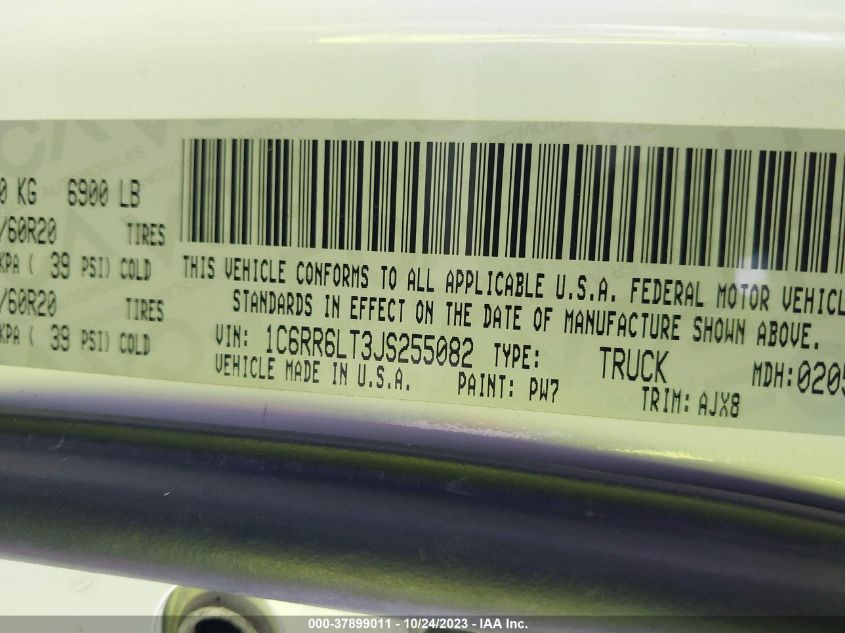 0 KG 6900 LB
/60R20 TIRES
KPA ( 39 PSI) COLD
/60R20 TIRES
KPA ( 39 PSI) COLD
THIS VEHICLE CONFORMS TO ALL APPLICABLE U.S.A. FEDERAL MOTOR VEHICL
STANDARDS IN EFFECT ON THE DATE OF MANUFACTURE SHOWN ABOVE.
VIN: 1C6RR6LT3JS255082 TYPE: TRUCK MDH:0205
VEHICLE MADE IN U.S.A. PAINT: PW7 TRIM: AJX8
000-37899011 - 10/24/2023 - IAA Inc.